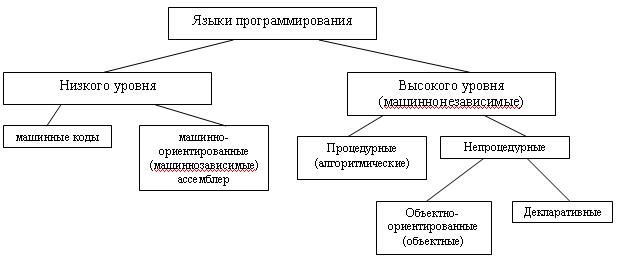 Языки программирования
Низкого уровня
Высокого уровня
(машиннонезависимые)
машинные коды
машинно-
ориентированные
(машиннозависимые)
ассемблер
Процедурные
(алгоритмические)
Непроцедурные
Объектно-
ориентированные
(объектные)
Декларативные